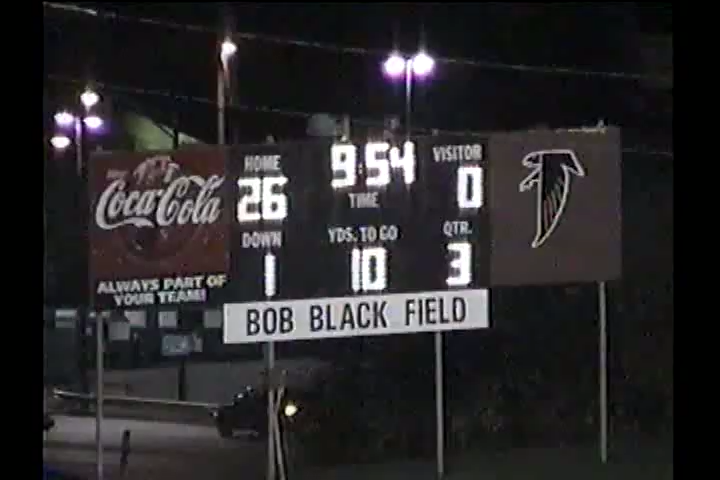 HOME 9:54 VISITOR
26 TIME 0
DOWN YDS. TO GO QTR.
1 10 3
Coca-Cola
ALWAYS PART OF
YOUR TEAM!
BOB BLACK FIELD